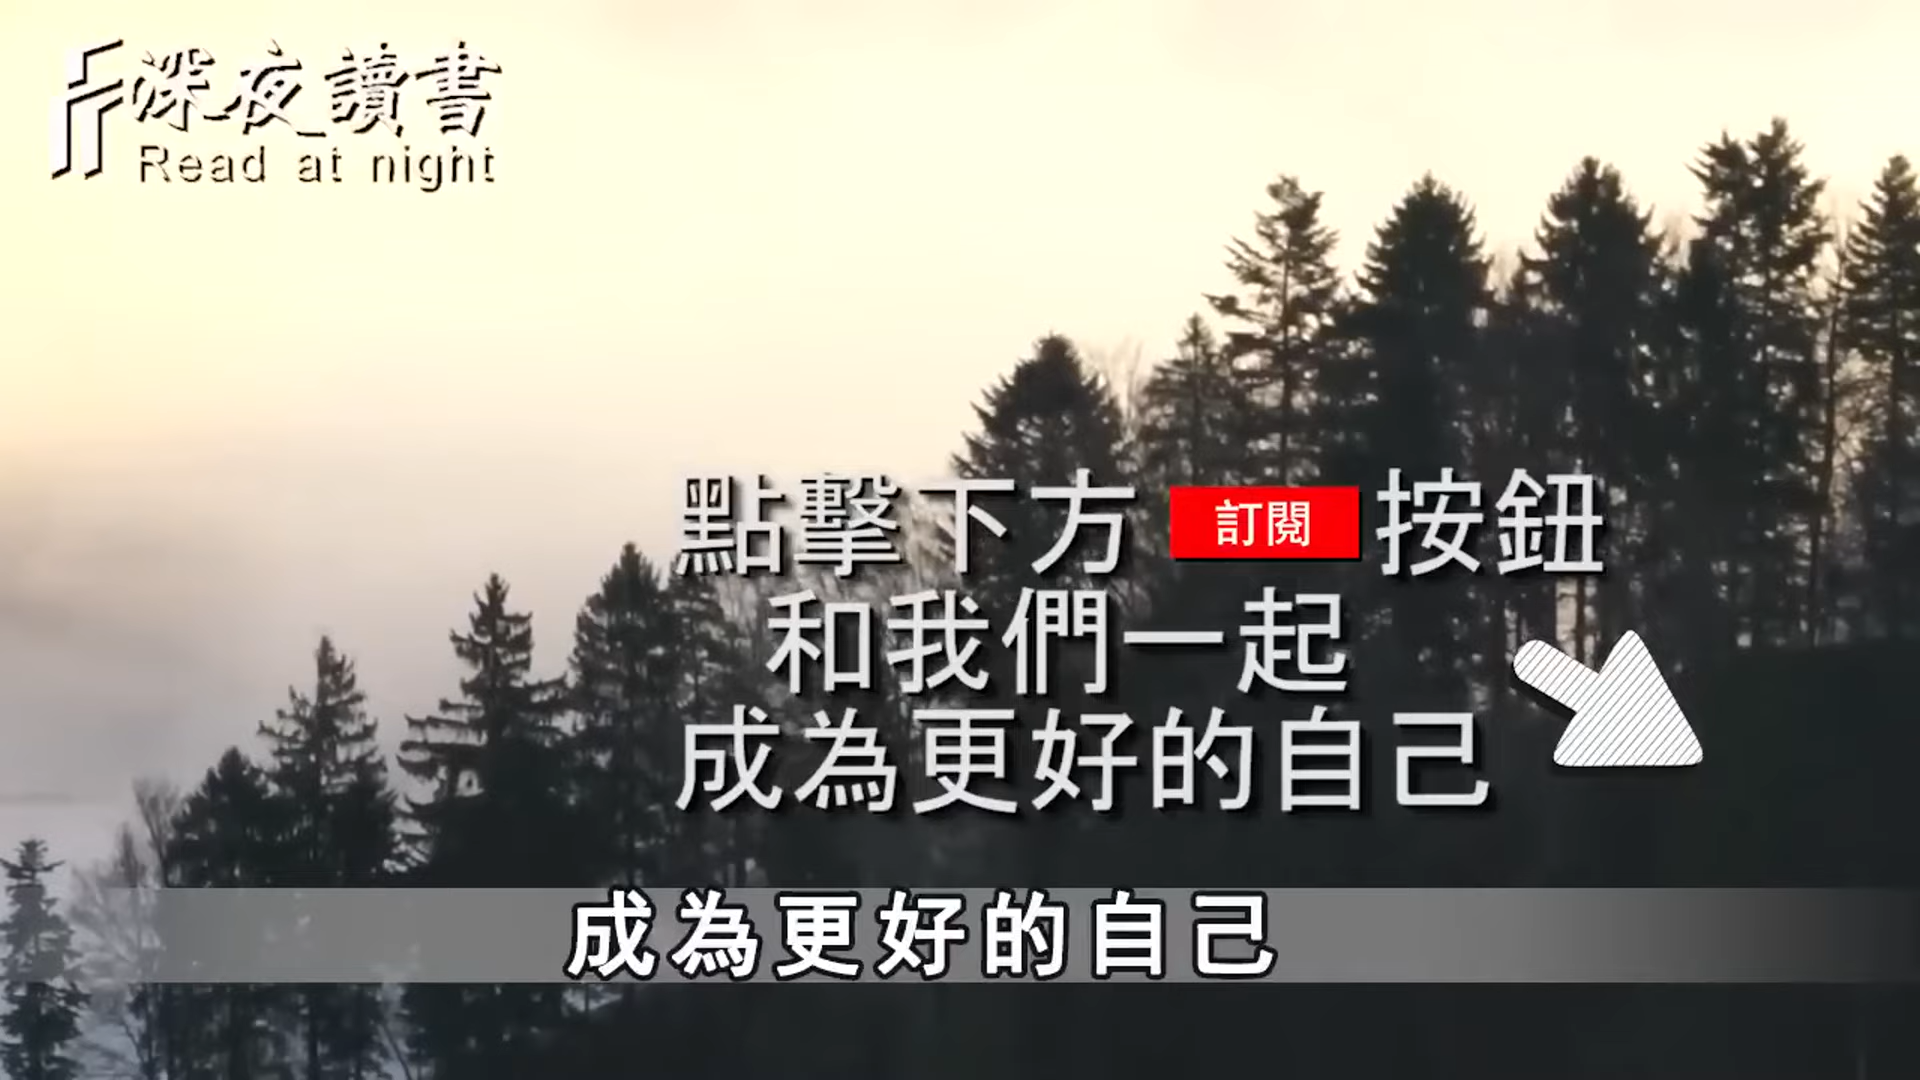 深夜讀書
Read at night
點擊下方 訂閱 按鈕
和我們一起
成為更好的自己
成為更好的自己